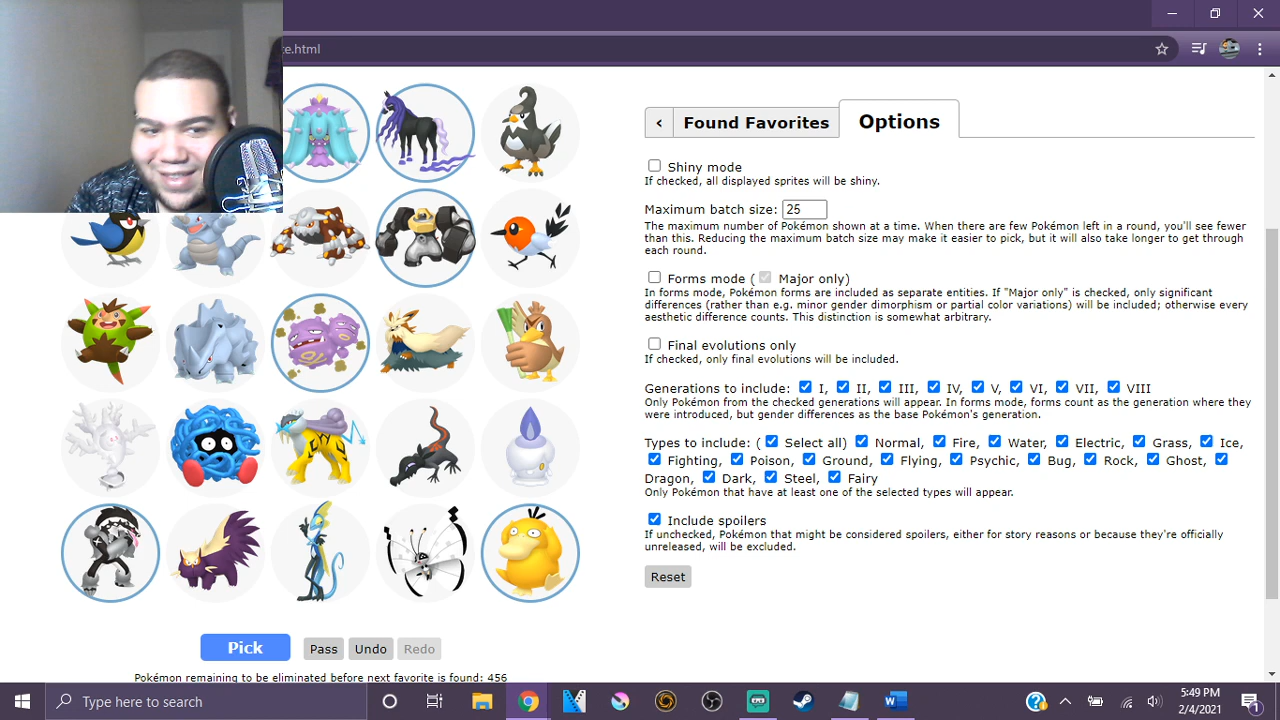 te.html
‹ Found Favorites Options
Shiny mode
If checked, all displayed sprites will be shiny.
Maximum batch size: 25
The maximum number of Pokémon shown at a time. When there are few Pokémon left in a round, you'll see fewer
than this. Reducing the maximum batch size may make it easier to pick, but it will also take longer to get through
each round.
Forms mode ( Major only)
In forms mode, Pokémon forms are included as separate entities. If "Major only" is checked, only significant
differences (rather than e.g. minor gender dimorphism or partial color variations) will be included; otherwise every
aesthetic difference counts. This distinction is somewhat arbitrary.
Final evolutions only
If checked, only final evolutions will be included.
Generations to include: I, II, III, IV, V, VI, VII, VIII
Only Pokémon from the checked generations will appear. In forms mode, forms count as the generation where they
were introduced, but gender differences as the base Pokémon's generation.
Types to include: ( Select all) Normal, Fire, Water, Electric, Grass, Ice,
Fighting, Poison, Ground, Flying, Psychic, Bug, Rock, Ghost,
Dragon, Dark, Steel, Fairy
Only Pokémon that have at least one of the selected types will appear.
Include spoilers
If unchecked, Pokémon that might be considered spoilers, either for story reasons or because they're officially
unreleased, will be excluded.
Reset
Pick Pass Undo Redo
Pokémon remaining to be eliminated before next favorite is found: 456
Type here to search
5:49 PM
2/4/2021